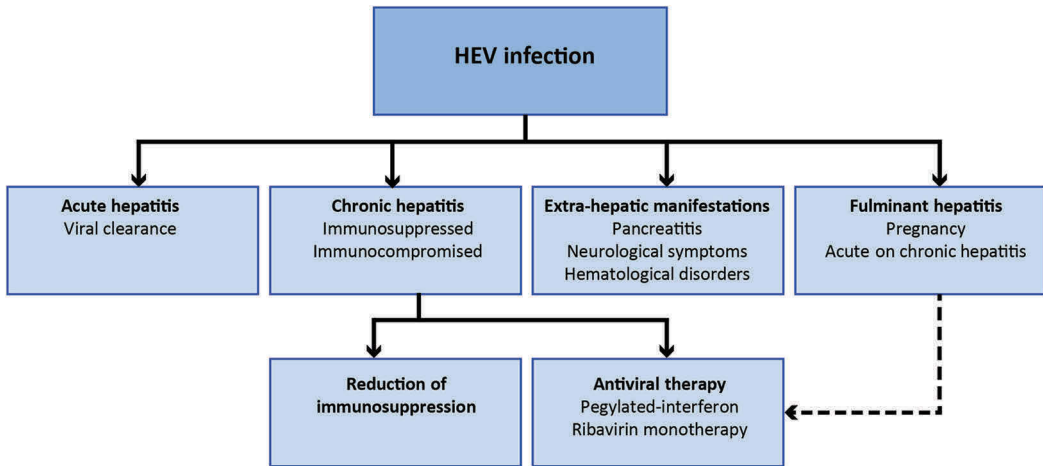 HEV infection
Acute hepatitis
Viral clearance
Chronic hepatitis
Immunosuppressed
Immunocompromised
Extra-hepatic manifestations
Pancreatitis
Neurological symptoms
Hematological disorders
Fulminant hepatitis
Pregnancy
Acute on chronic hepatitis
Reduction of
immunosuppression
Antiviral therapy
Pegylated-interferon
Ribavirin monotherapy